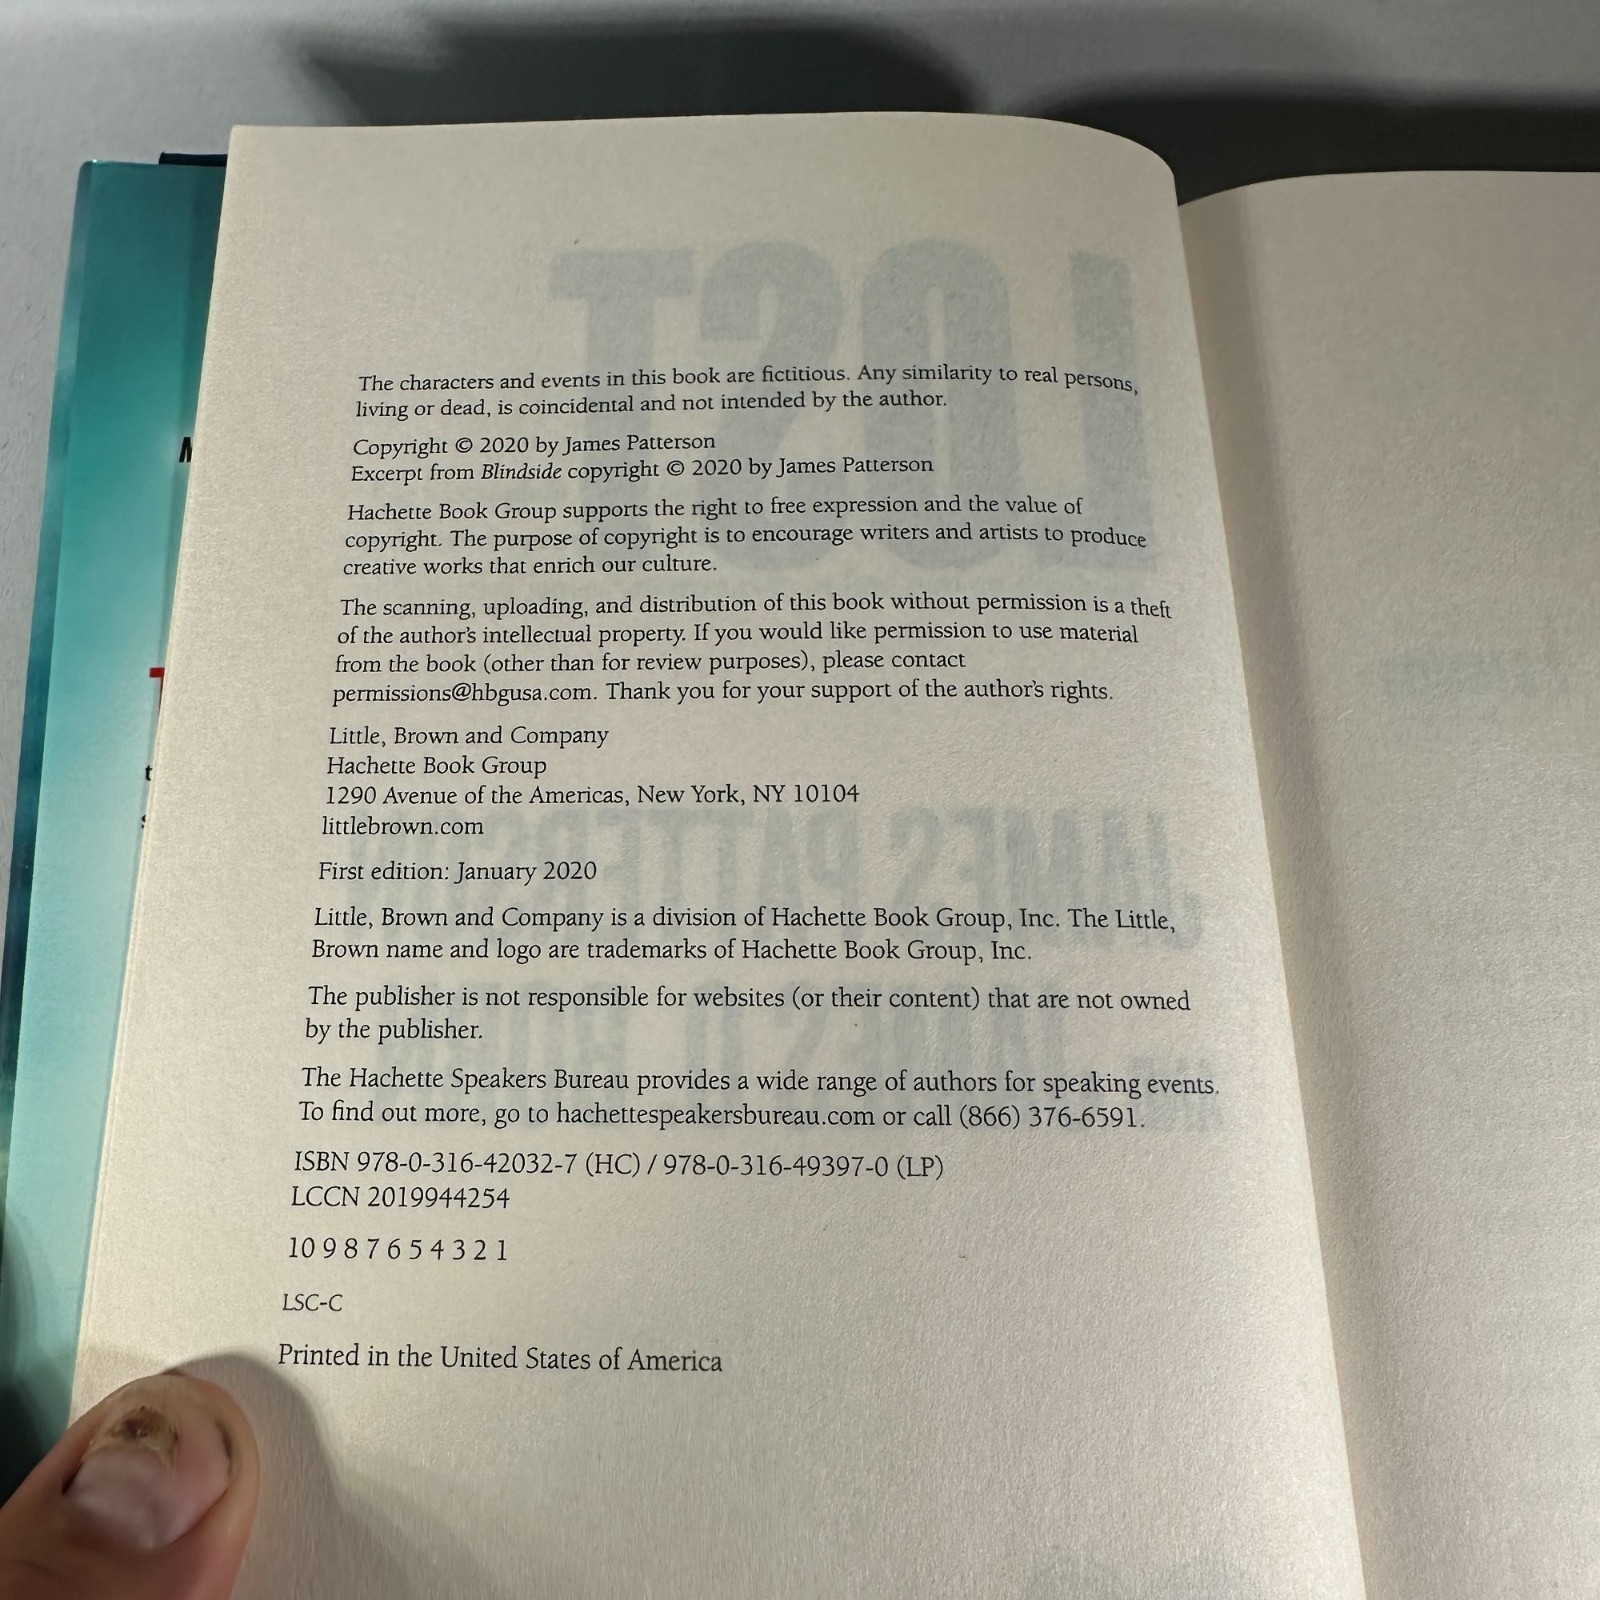 LOST
The characters and events in this book are fictitious. Any similarity to real persons,
living or dead, is coincidental and not intended by the author.
Copyright © 2020 by James Patterson
Excerpt from Blindside copyright © 2020 by James Patterson
Hachette Book Group supports the right to free expression and the value of
copyright. The purpose of copyright is to encourage writers and artists to produce
creative works that enrich our culture.
The scanning, uploading, and distribution of this book without permission is a theft
of the author's intellectual property. If you would like permission to use material
from the book (other than for review purposes), please contact
permissions@hbgusa.com. Thank you for your support of the author's rights.
Little, Brown and Company
Hachette Book Group
1290 Avenue of the Americas, New York, NY 10104
littlebrown.com
JAMES PATTERSON
First edition: January 2020
Little, Brown and Company is a division of Hachette Book Group, Inc. The Little,
Brown name and logo are trademarks of Hachette Book Group, Inc.
The publisher is not responsible for websites (or their content) that are not owned
by the publisher.
The Hachette Speakers Bureau provides a wide range of authors for speaking events.
To find out more, go to hachettespeakersbureau.com or call (866) 376-6591.
ISBN 978-0-316-42032-7 (HC) / 978-0-316-49397-0 (LP)
LCCN 2019944254
10 9 8 7 6 5 4 3 2 1
LSC-C
Printed in the United States of America